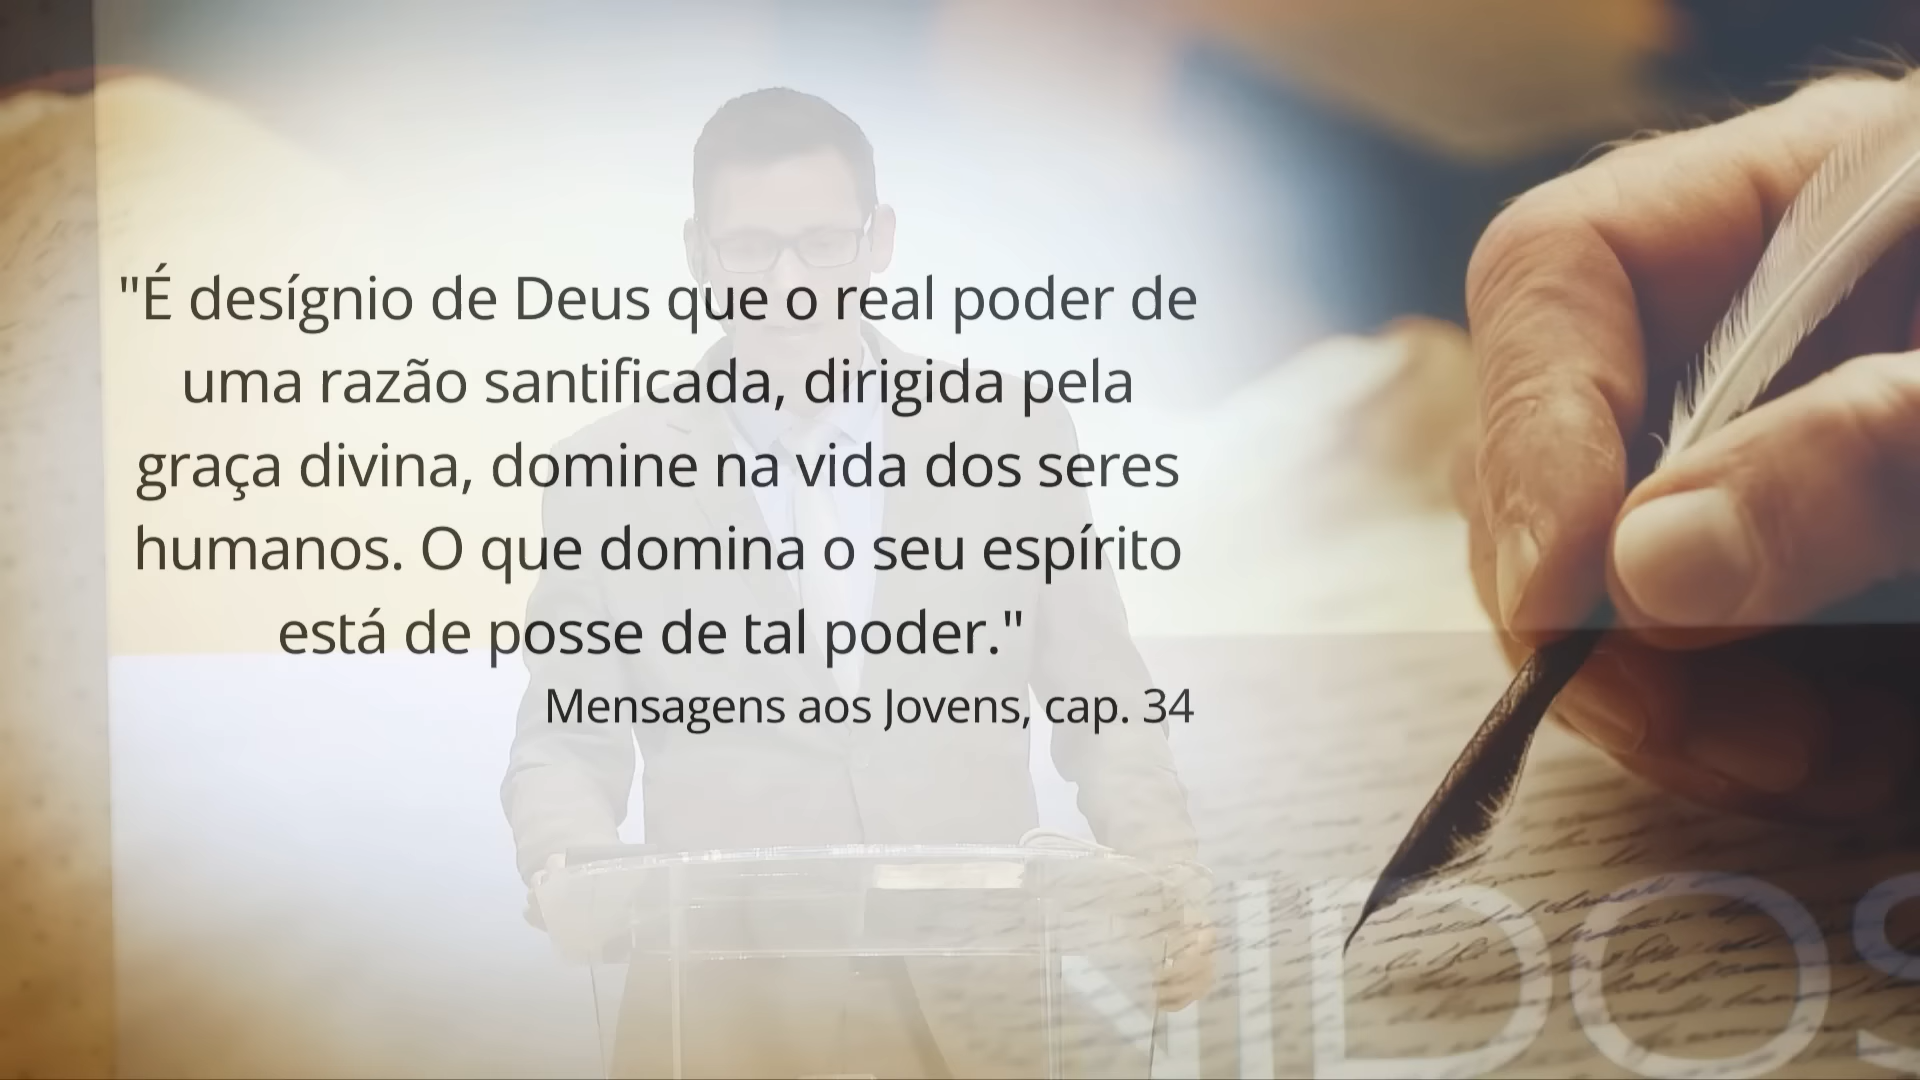 "É desígnio de Deus que o real poder de
uma razão santificada, dirigida pela
graça divina, domine na vida dos seres
humanos. O que domina o seu espírito
está de posse de tal poder."
Mensagens aos Jovens, cap. 34
NIDOS